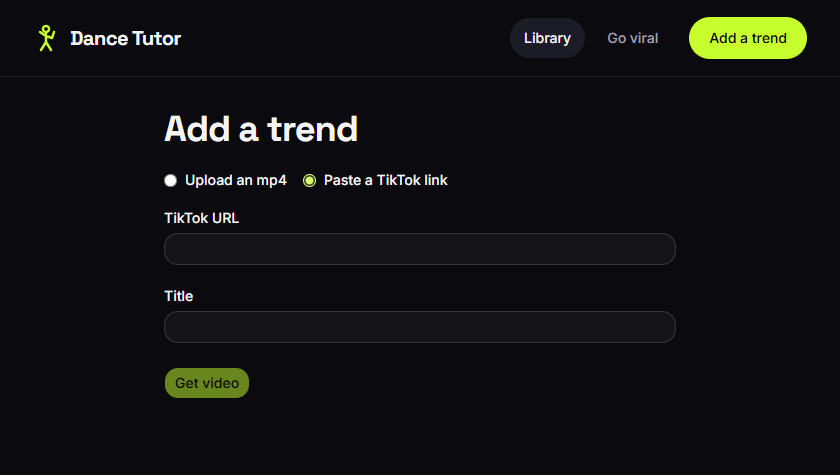 Dance Tutor
Library
Go viral
Add a trend
Add a trend
Upload an mp4
Paste a TikTok link
TikTok URL
Title
Get video